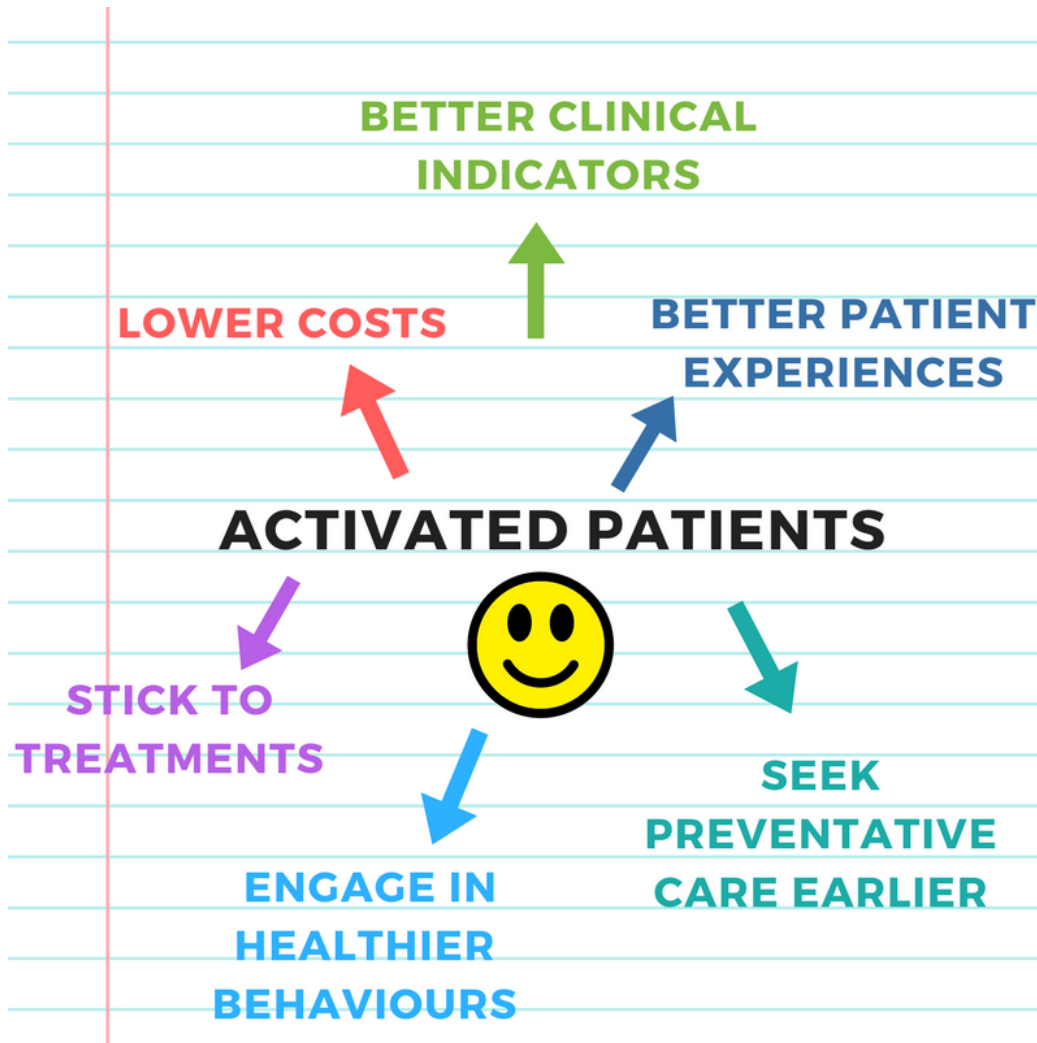 BETTER CLINICAL
INDICATORS
LOWER COSTS
BETTER PATIENT
EXPERIENCES
ACTIVATED PATIENTS
STICK TO
TREATMENTS
SEEK
PREVENTATIVE
CARE EARLIER
ENGAGE IN
HEALTHIER
BEHAVIOURS